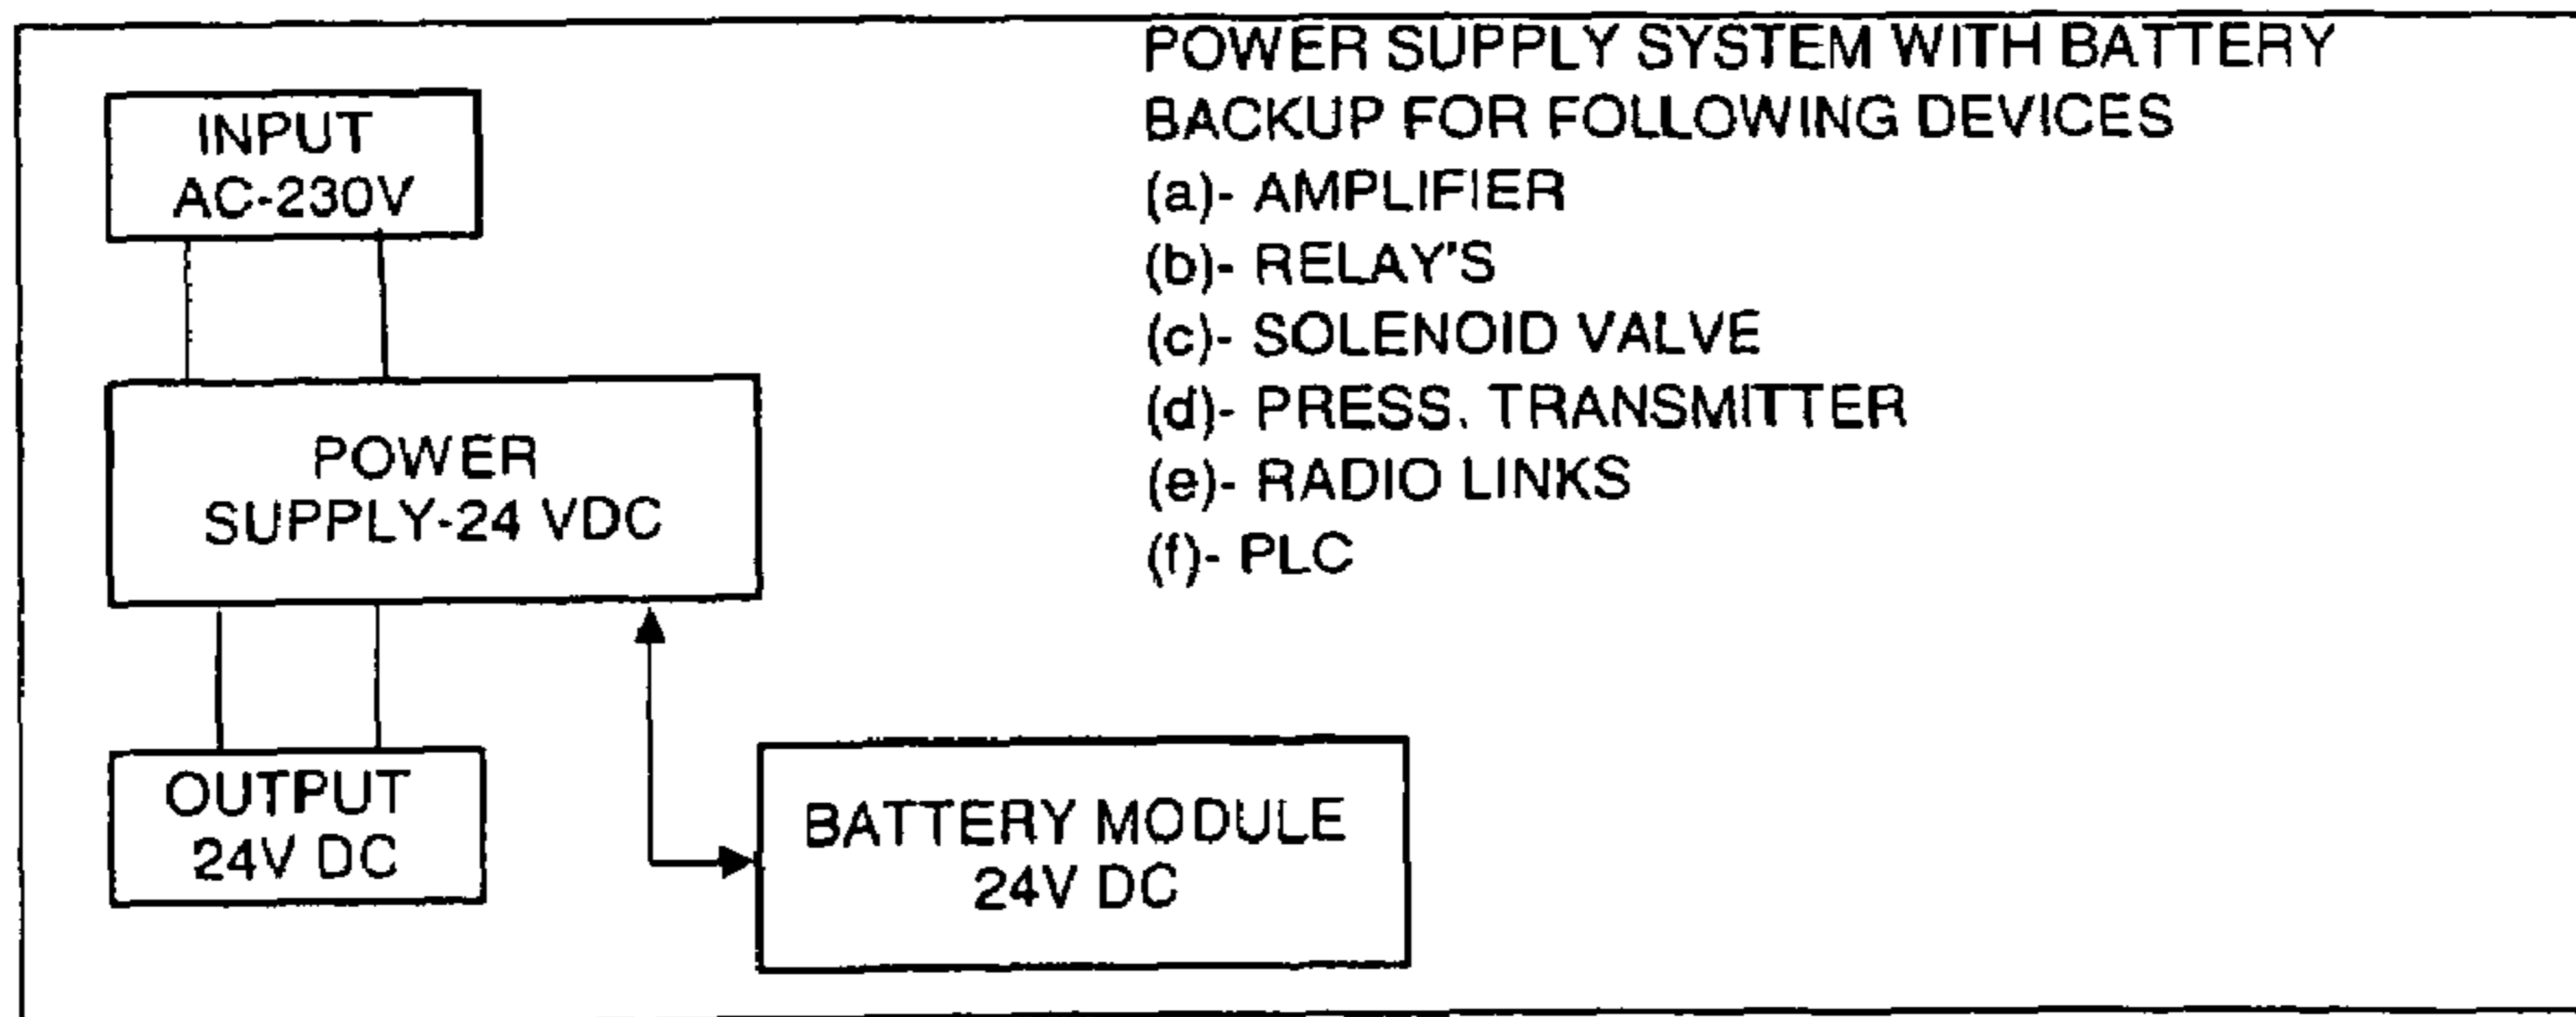 POWER SUPPLY SYSTEM WITH BATTERY
BACKUP FOR FOLLOWING DEVICES
(a)- AMPLIFIER
(b)- RELAY'S
(c)- SOLENOID VALVE
(d)- PRESS. TRANSMITTER
(e)- RADIO LINKS
(f)- PLC
INPUT
AC-230V
POWER
SUPPLY-24 VDC
OUTPUT
24V DC
BATTERY MODULE
24V DC